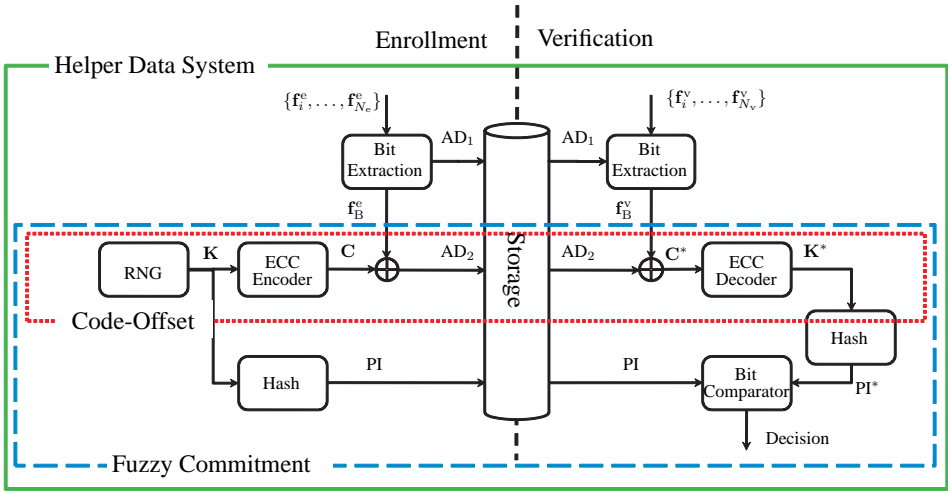 Enrollment
Verification
Helper Data System
{f_i^e, ..., f_{N_e}^e}
{f_i^v, ..., f_{N_v}^v}
Bit
Extraction
AD₁
AD₁
Bit
Extraction
f_B^e
f_B^v
RNG
K
ECC
Encoder
C
AD₂
Storage
AD₂
C*
ECC
Decoder
K*
Code-Offset
Hash
Hash
PI
PI
Bit
Comparator
PI*
Decision
Fuzzy Commitment